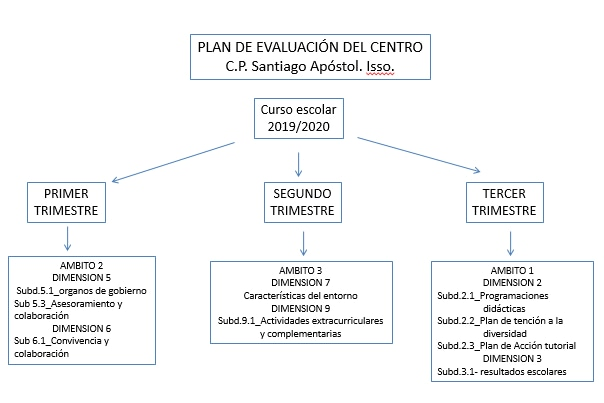 PLAN DE EVALUACIÓN DEL CENTRO
C.P. Santiago Apóstol. Isso.
Curso escolar
2019/2020
PRIMER
TRIMESTRE
SEGUNDO
TRIMESTRE
TERCER
TRIMESTRE
AMBITO 2
DIMENSION 5
Subd.5.1_organos de gobierno
Sub 5.3_Asesoramiento y
colaboración
DIMENSION 6
Sub 6.1_Convivencia y
colaboración
AMBITO 3
DIMENSION 7
Características del entorno
DIMENSION 9
Subd.9.1_Actividades extracurriculares
y complementarias
AMBITO 1
DIMENSION 2
Subd.2.1_Programaciones
didácticas
Subd.2.2_Plan de tención a la
diversidad
Subd.2.3_Plan de Acción tutorial
DIMENSION 3
Subd.3.1- resultados escolares